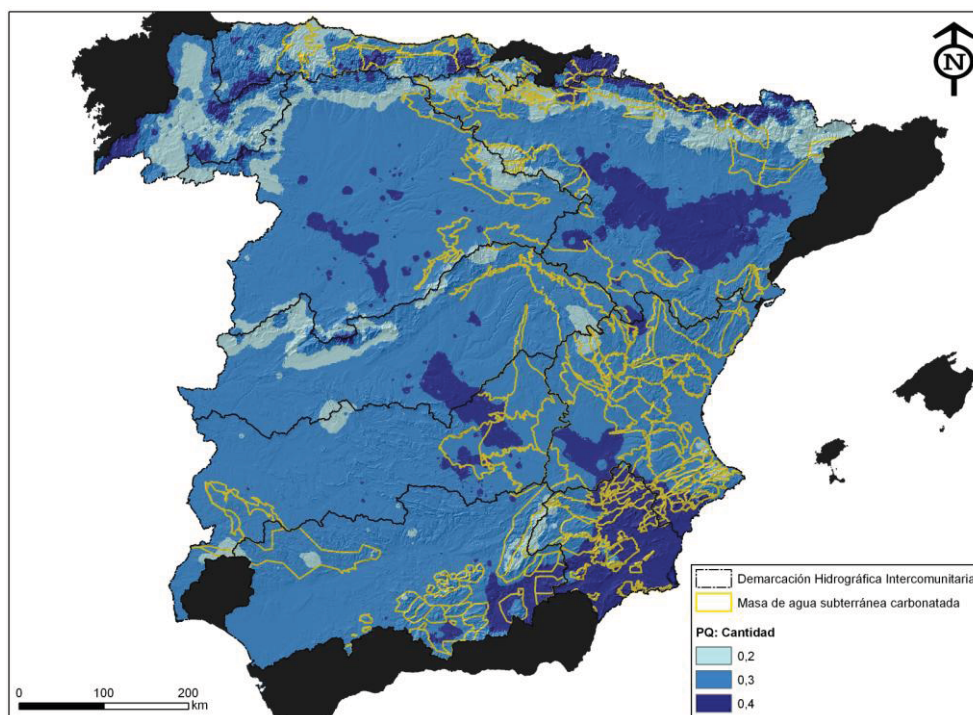 N
Demarcación Hidrográfica Intercomunitaria
Masa de agua subterránea carbonatada
PQ: Cantidad
0,2
0,3
0,4
0 100 200
km